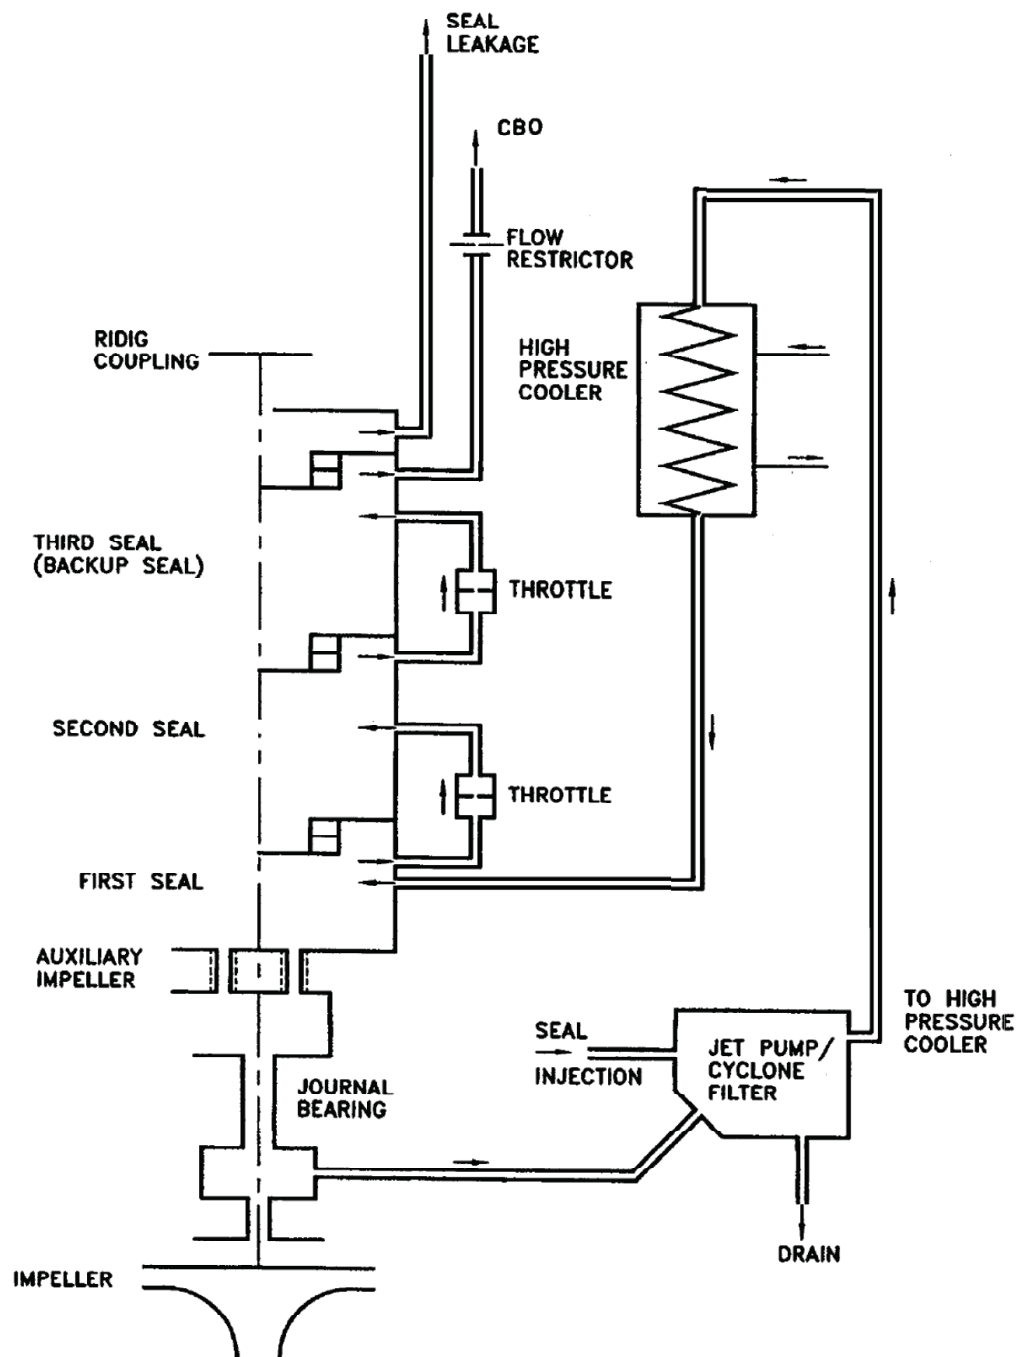 SEAL
LEAKAGE
CBO
FLOW
RESTRICTOR
RIDIG
COUPLING
HIGH
PRESSURE
COOLER
THIRD SEAL
(BACKUP SEAL)
THROTTLE
SECOND SEAL
THROTTLE
FIRST SEAL
AUXILIARY
IMPELLER
TO HIGH
PRESSURE
COOLER
SEAL
INJECTION
JET PUMP/
CYCLONE
FILTER
JOURNAL
BEARING
DRAIN
IMPELLER